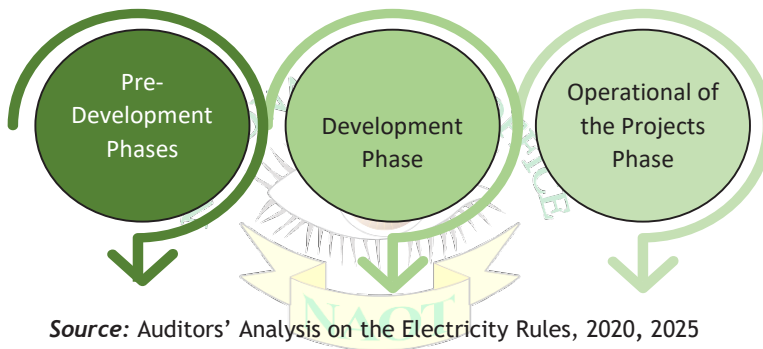 Pre-
Development
Phases
Development
Phase
Operational of
the Projects
Phase
NAOT
Source: Auditors’ Analysis on the Electricity Rules, 2020, 2025